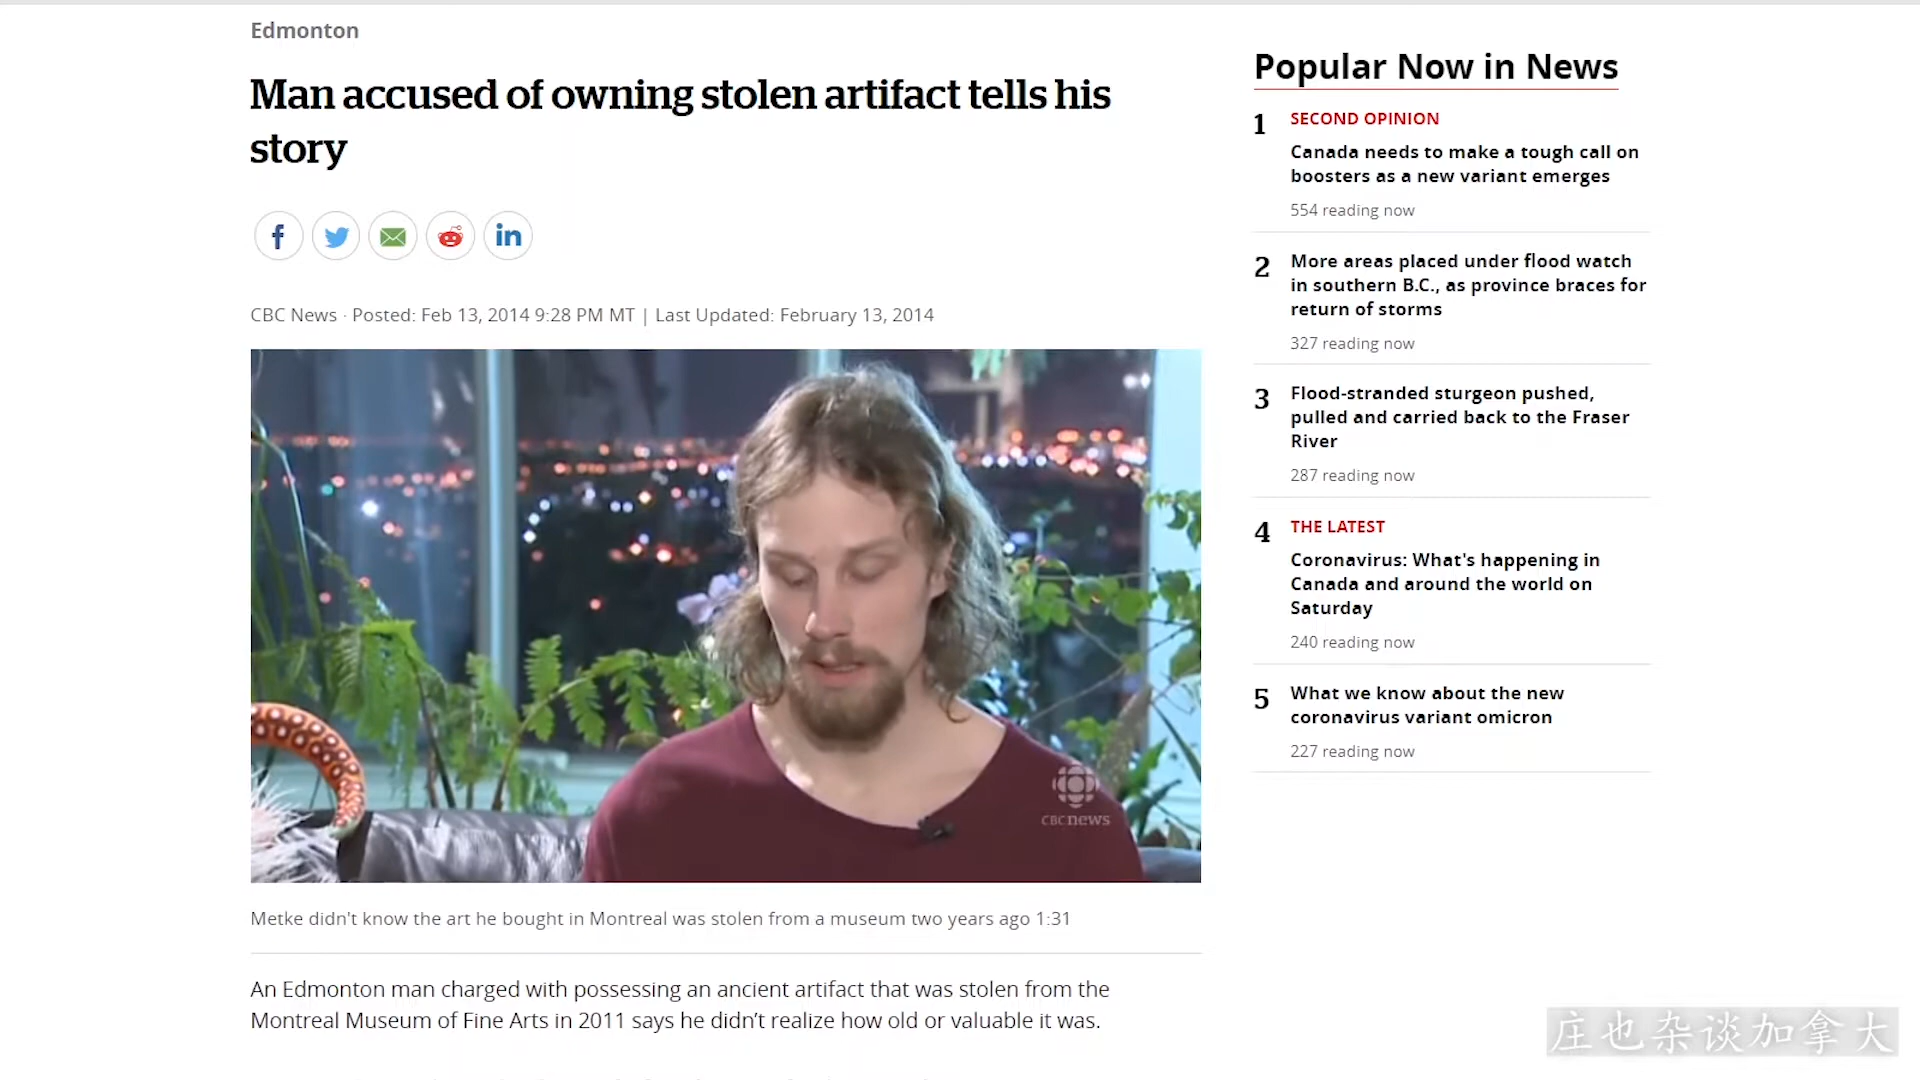 Edmonton
Man accused of owning stolen artifact tells his
story
CBC News · Posted: Feb 13, 2014 9:28 PM MT | Last Updated: February 13, 2014
CBC news
Metke didn't know the art he bought in Montreal was stolen from a museum two years ago 1:31
An Edmonton man charged with possessing an ancient artifact that was stolen from the
Montreal Museum of Fine Arts in 2011 says he didn’t realize how old or valuable it was.
Popular Now in News
1
SECOND OPINION
Canada needs to make a tough call on
boosters as a new variant emerges
554 reading now
2
More areas placed under flood watch
in southern B.C., as province braces for
return of storms
327 reading now
3
Flood-stranded sturgeon pushed,
pulled and carried back to the Fraser
River
287 reading now
4
THE LATEST
Coronavirus: What's happening in
Canada and around the world on
Saturday
240 reading now
5
What we know about the new
coronavirus variant omicron
227 reading now
庄也杂谈加拿大